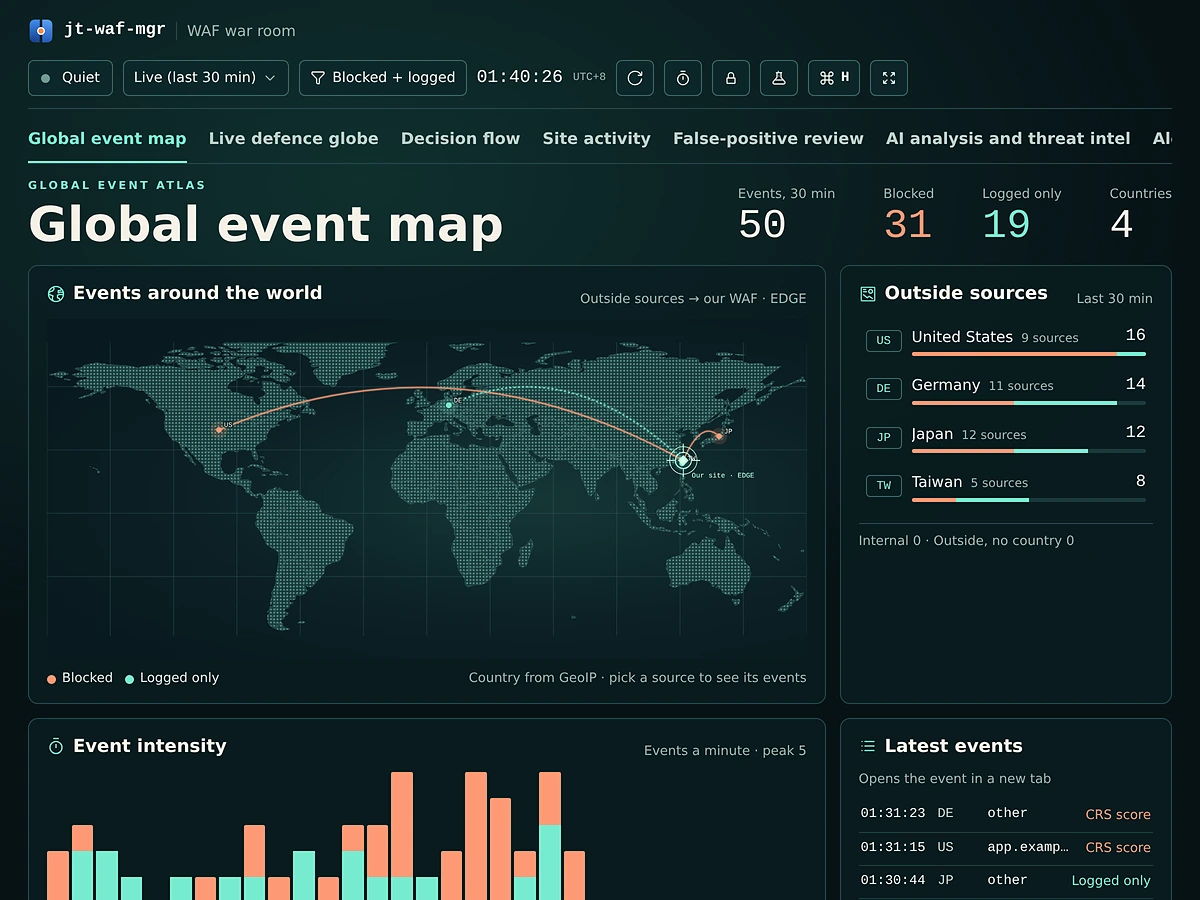 jt-waf-mgr WAF war room
Quiet Live (last 30 min) Blocked + logged 01:40:26 UTC+8 ⌘ H
Global event map Live defence globe Decision flow Site activity False-positive review AI analysis and threat intel
GLOBAL EVENT ATLAS
Global event map
Events, 30 min Blocked Logged only Countries
50 31 19 4
Events around the world
Outside sources → our WAF · EDGE
US
DE
JP
Our site · EDGE
Blocked Logged only
Country from GeoIP · pick a source to see its events
Outside sources Last 30 min
US United States 9 sources 16
DE Germany 11 sources 14
JP Japan 12 sources 12
TW Taiwan 5 sources 8
Internal 0 · Outside, no country 0
Event intensity
Events a minute · peak 5
Latest events
Opens the event in a new tab
01:31:23 DE other CRS score
01:31:15 US app.examp… CRS score
01:30:44 JP other Logged only